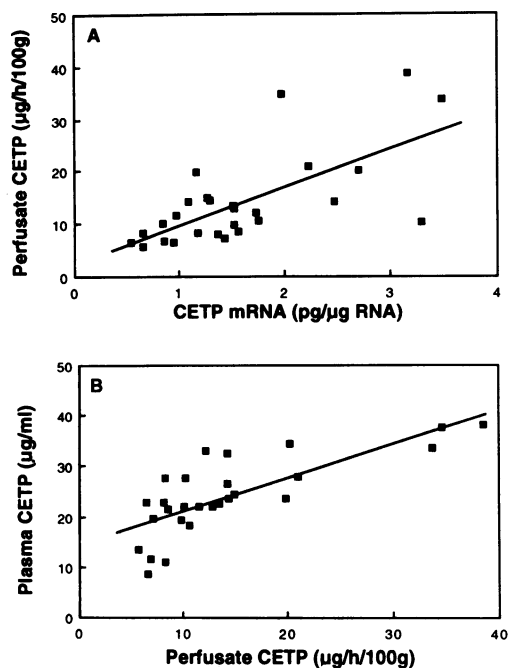 A
Perfusate CETP (µg/h/100g)
50
40
30
20
10
0
0 1 2 3 4
CETP mRNA (pg/µg RNA)
B
Plasma CETP (µg/ml)
50
40
30
20
10
0
0 10 20 30 40
Perfusate CETP (µg/h/100g)